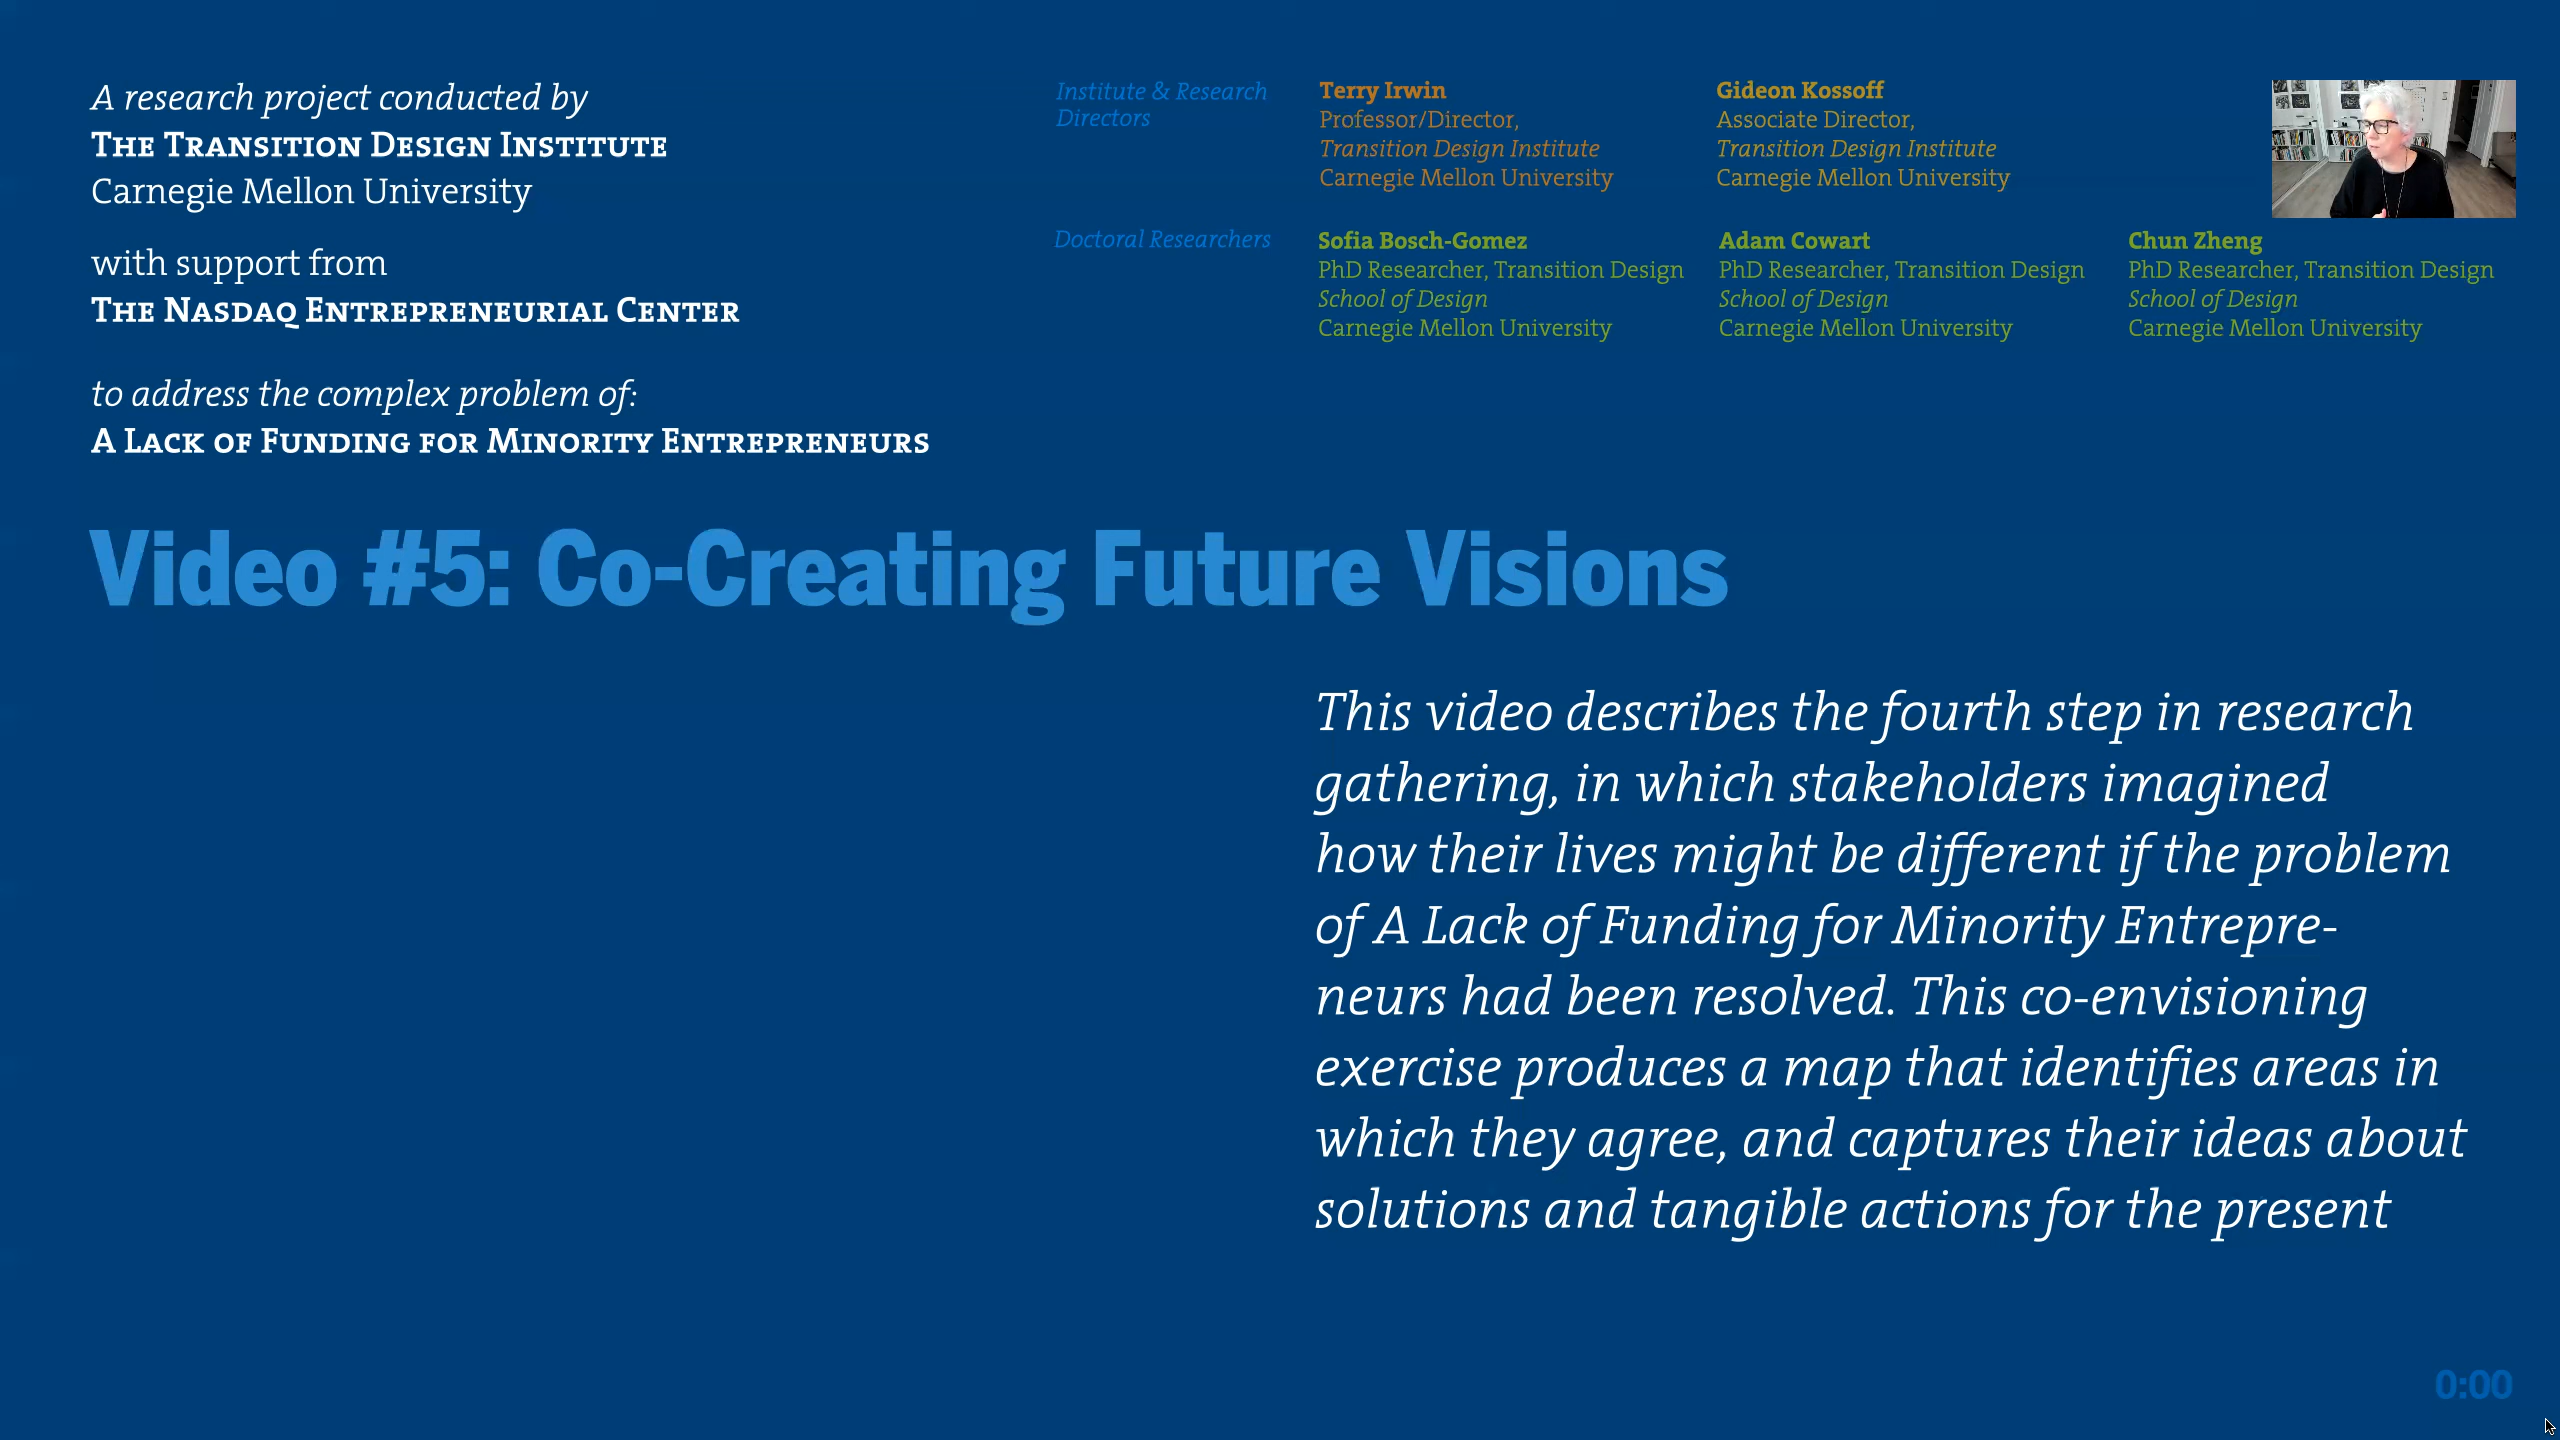 A research project conducted by
THE TRANSITION DESIGN INSTITUTE
Carnegie Mellon University
with support from
THE NASDAQ ENTREPRENEURIAL CENTER
to address the complex problem of:
A LACK OF FUNDING FOR MINORITY ENTREPRENEURS
Institute & Research
Directors
Terry Irwin
Professor/Director,
Transition Design Institute
Carnegie Mellon University
Gideon Kossoff
Associate Director,
Transition Design Institute
Carnegie Mellon University
Doctoral Researchers
Sofia Bosch-Gomez
PhD Researcher, Transition Design
School of Design
Carnegie Mellon University
Adam Cowart
PhD Researcher, Transition Design
School of Design
Carnegie Mellon University
Chun Zheng
PhD Researcher, Transition Design
School of Design
Carnegie Mellon University
Video #5: Co-Creating Future Visions
This video describes the fourth step in research
gathering, in which stakeholders imagined
how their lives might be different if the problem
of A Lack of Funding for Minority Entrepre-
neurs had been resolved. This co-envisioning
exercise produces a map that identifies areas in
which they agree, and captures their ideas about
solutions and tangible actions for the present
0:00